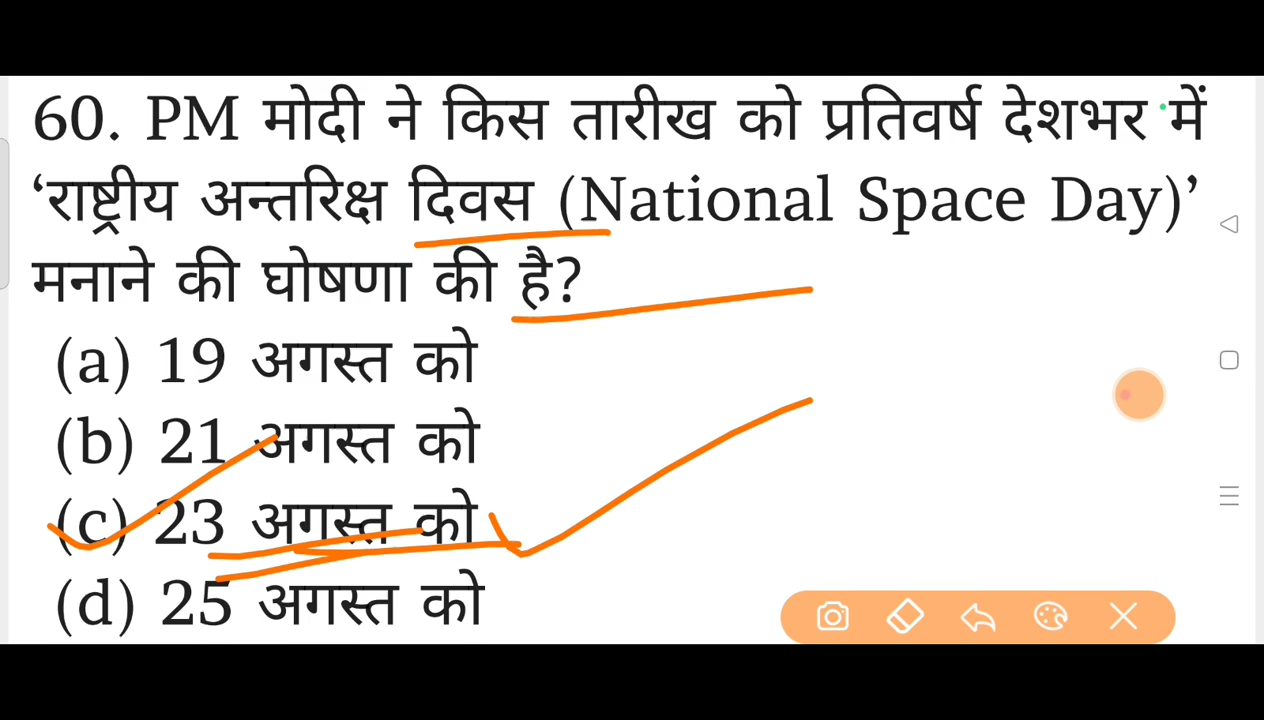 60. PM मोदी ने किस तारीख को प्रतिवर्ष देशभर में
‘राष्ट्रीय अन्तरिक्ष दिवस (National Space Day)’
मनाने की घोषणा की है?
(a) 19 अगस्त को
(b) 21 अगस्त को
(c) 23 अगस्त को
(d) 25 अगस्त को